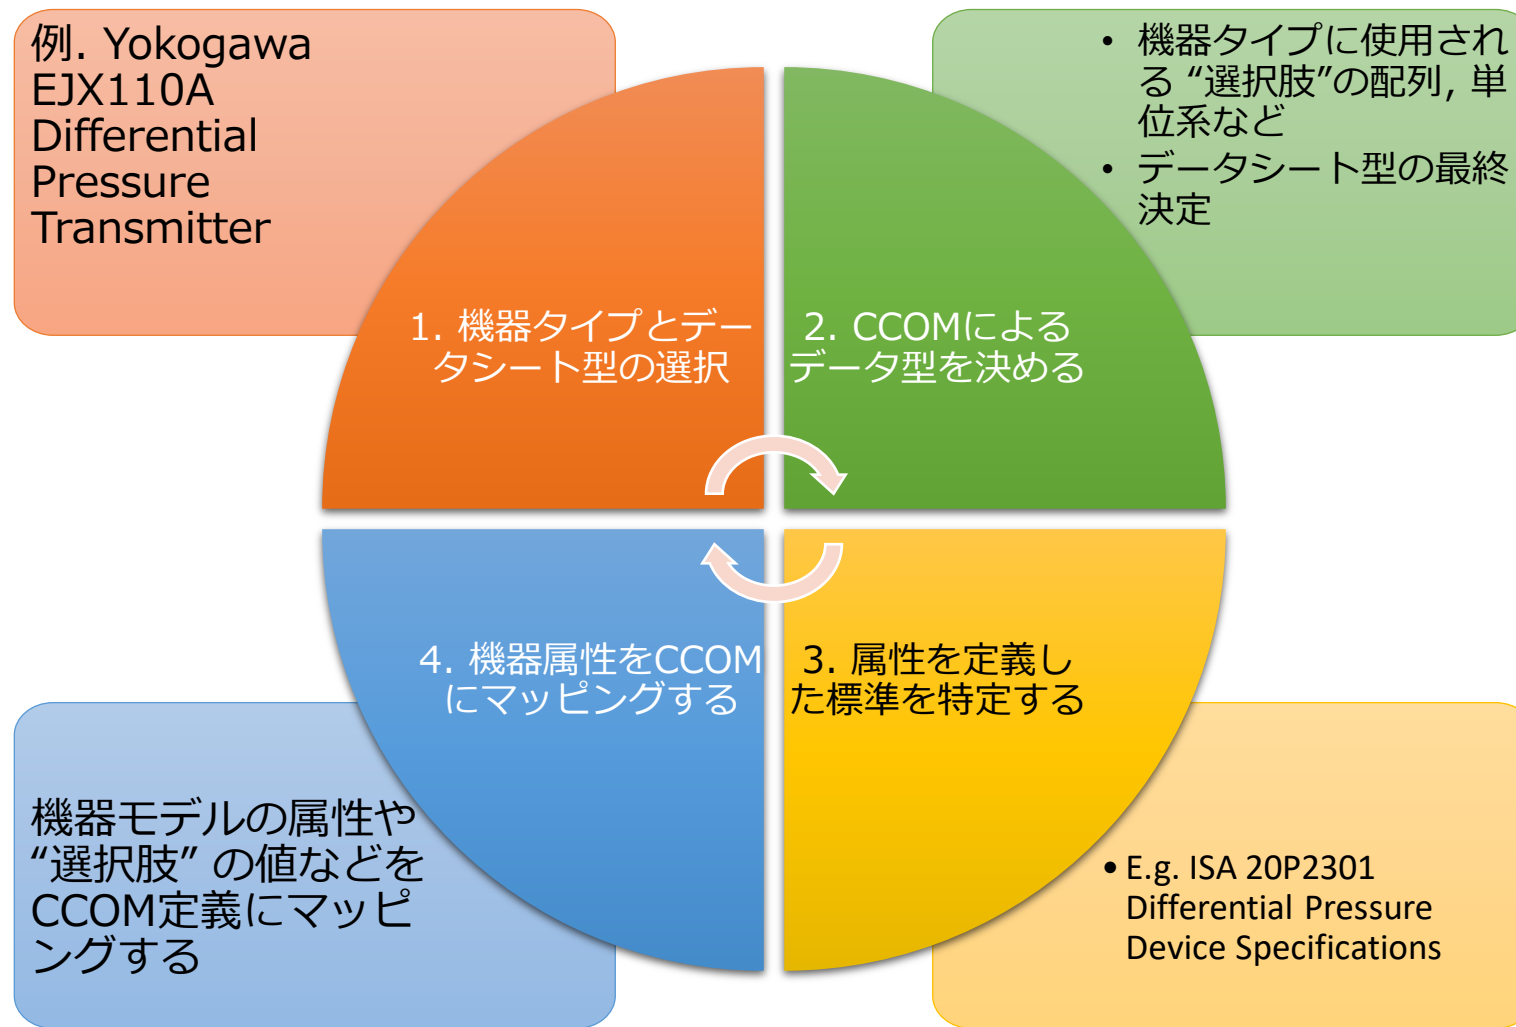 例. Yokogawa
EJX110A
Differential
Pressure
Transmitter
• 機器タイプに使用され
る “選択肢”の配列, 単
位系など
• データシート型の最終
決定
1. 機器タイプとデー
タシート型の選択
2. CCOMによる
データ型を決める
4. 機器属性をCCOM
にマッピングする
3. 属性を定義し
た標準を特定する
機器モデルの属性や
“選択肢” の値などを
CCOM定義にマッピ
ングする
• E.g. ISA 20P2301
Differential Pressure
Device Specifications